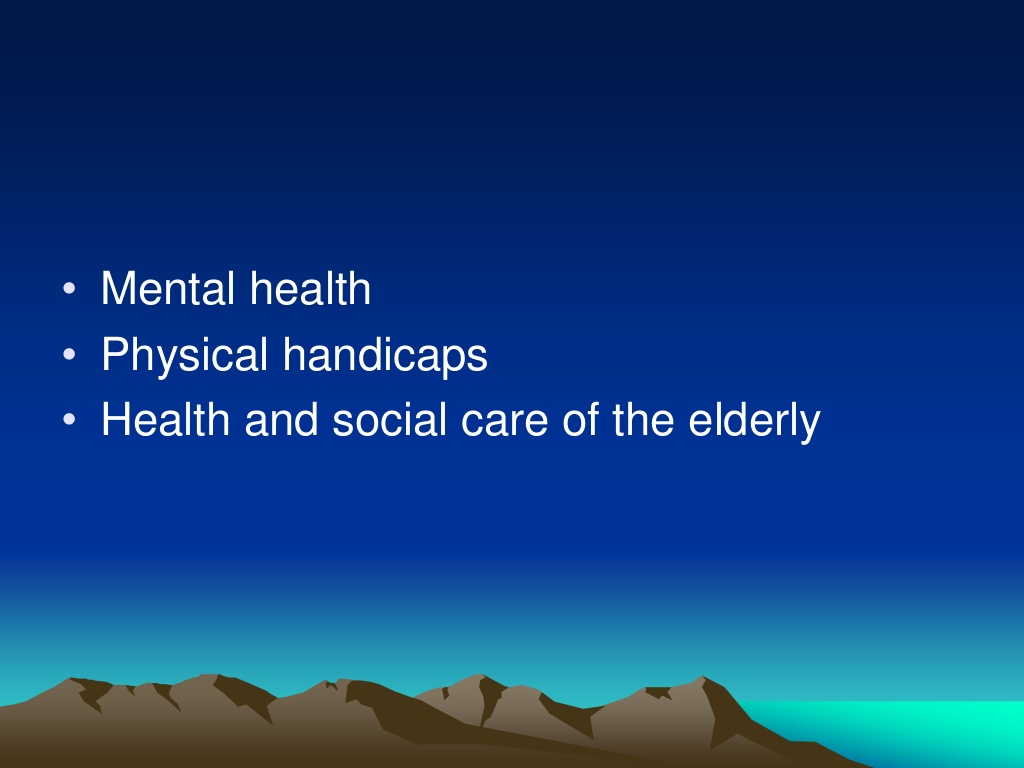 • Mental health
• Physical handicaps
• Health and social care of the elderly